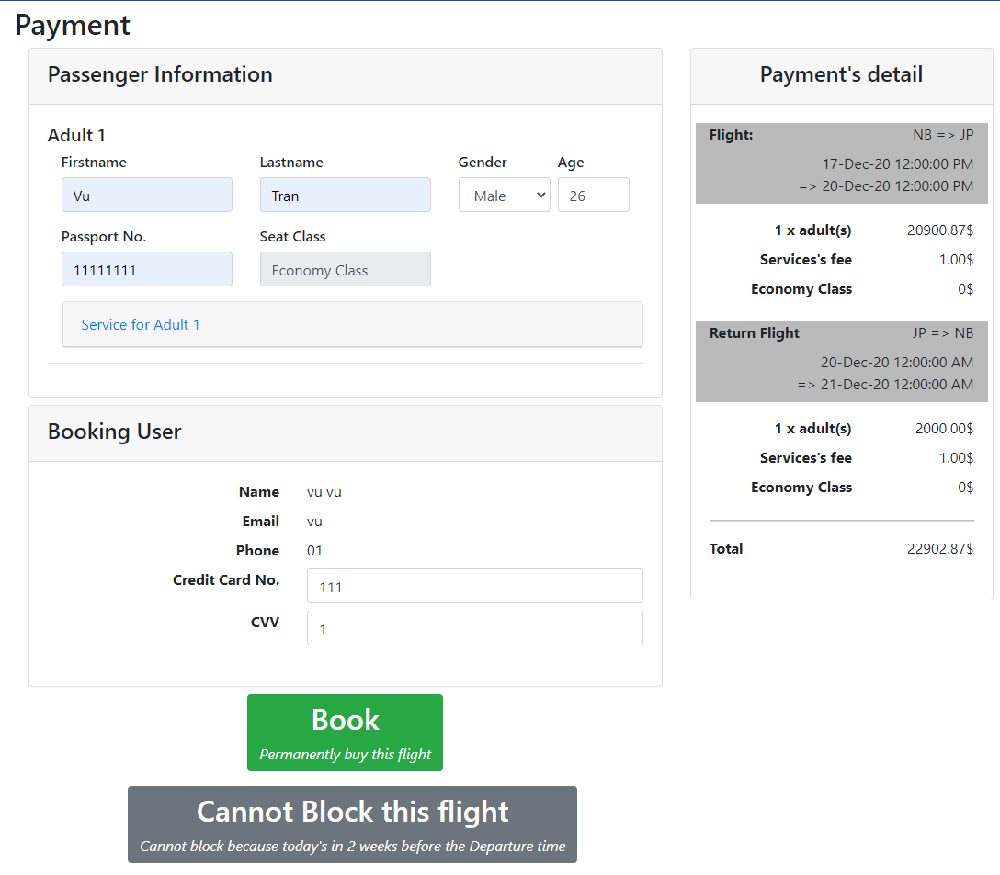 Payment
Passenger Information
Adult 1
Firstname Lastname Gender Age
Vu Tran Male 26
Passport No. Seat Class
11111111 Economy Class
Service for Adult 1
Booking User
Name vu vu
Email vu
Phone 01
Credit Card No. 111
CVV 1
Book
Permanently buy this flight
Cannot Block this flight
Cannot block because today's in 2 weeks before the Departure time
Payment's detail
Flight: NB => JP
17-Dec-20 12:00:00 PM
=> 20-Dec-20 12:00:00 PM
1 x adult(s) 20900.87$
Services's fee 1.00$
Economy Class 0$
Return Flight JP => NB
20-Dec-20 12:00:00 AM
=> 21-Dec-20 12:00:00 AM
1 x adult(s) 2000.00$
Services's fee 1.00$
Economy Class 0$
Total 22902.87$